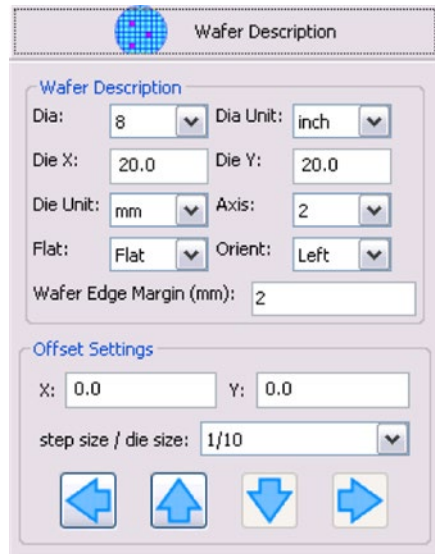 Wafer Description
Wafer Description
Dia: 8 Dia Unit: inch
Die X: 20.0 Die Y: 20.0
Die Unit: mm Axis: 2
Flat: Flat Orient: Left
Wafer Edge Margin (mm): 2
Offset Settings
X: 0.0 Y: 0.0
step size / die size: 1/10